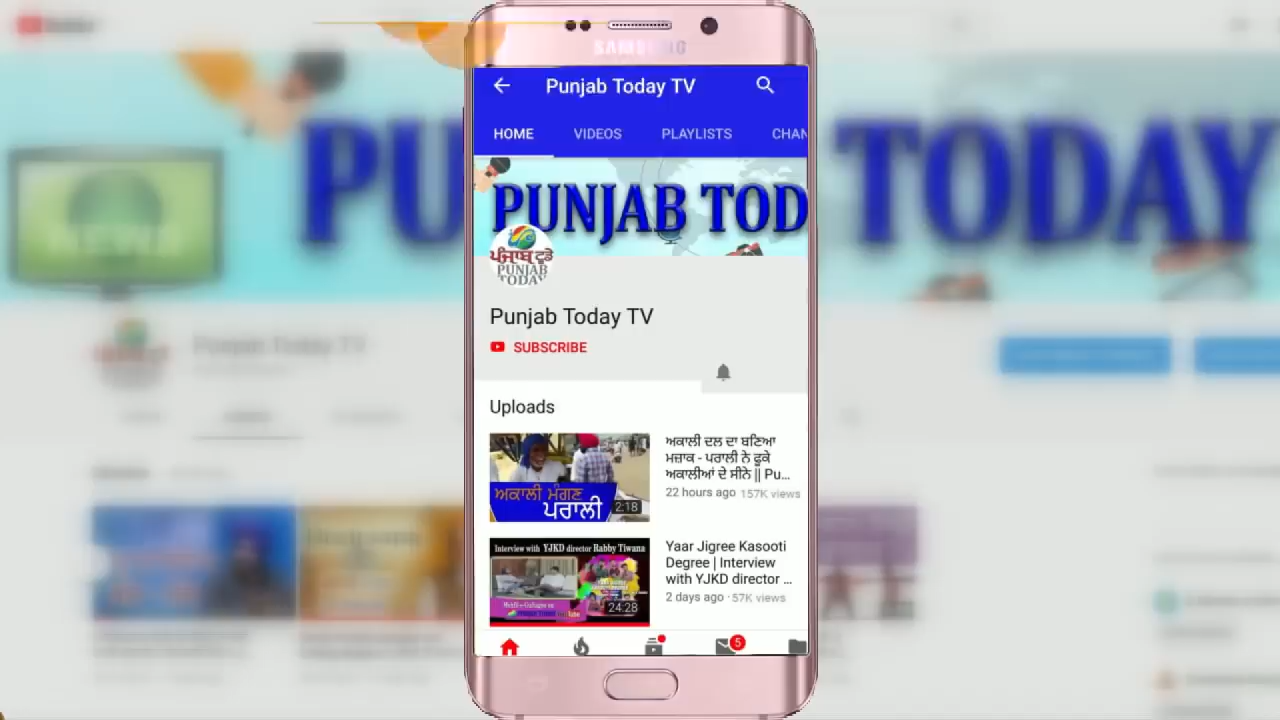 SAMSUNG
Punjab Today TV
HOME VIDEOS PLAYLISTS CHAN
PUNJAB TOD
ਪੰਜਾਬ ਟੂਡੇ
PUNJAB
TODAY
Punjab Today TV
SUBSCRIBE
Uploads
ਅਕਾਲੀ ਮੰਗਣ
ਪਰਾਲੀ
2:18
ਅਕਾਲੀ ਦਲ ਦਾ ਬਣਿਆ
ਮਜ਼ਾਕ - ਪਰਾਲੀ ਨੇ ਫੂਕੇ
ਅਕਾਲੀਆਂ ਦੇ ਸੀਨੇ || Pu...
22 hours ago 157K views
Interview with YJKD director Rabby Tiwana
24:28
Yaar Jigree Kasooti
Degree | Interview
with YJKD director ...
2 days ago · 57K views
5
PU TODAY
Punjab Today TV